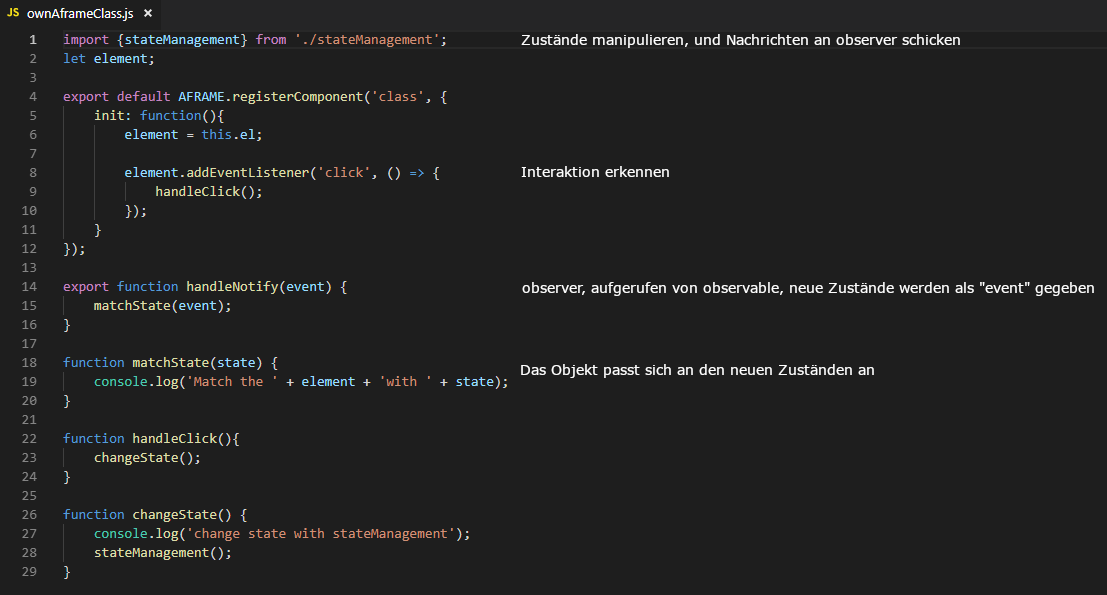 JS ownAframeClass.js ×
1 import {stateManagement} from './stateManagement'; Zustände manipulieren, und Nachrichten an observer schicken
2 let element;
3
4 export default AFRAME.registerComponent('class', {
5 init: function(){
6 element = this.el;
7
8 element.addEventListener('click', () => { Interaktion erkennen
9 handleClick();
10 });
11 }
12 });
13
14 export function handleNotify(event) { observer, aufgerufen von observable, neue Zustände werden als "event" gegeben
15 matchState(event);
16 }
17
18 function matchState(state) {
19 console.log('Match the ' + element + 'with ' + state); Das Objekt passt sich an den neuen Zuständen an
20 }
21
22 function handleClick(){
23 changeState();
24 }
25
26 function changeState() {
27 console.log('change state with stateManagement');
28 stateManagement();
29 }